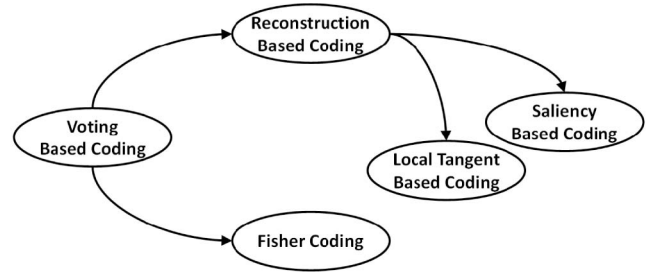 Reconstruction
Based Coding
Voting
Based Coding
Saliency
Based Coding
Local Tangent
Based Coding
Fisher Coding